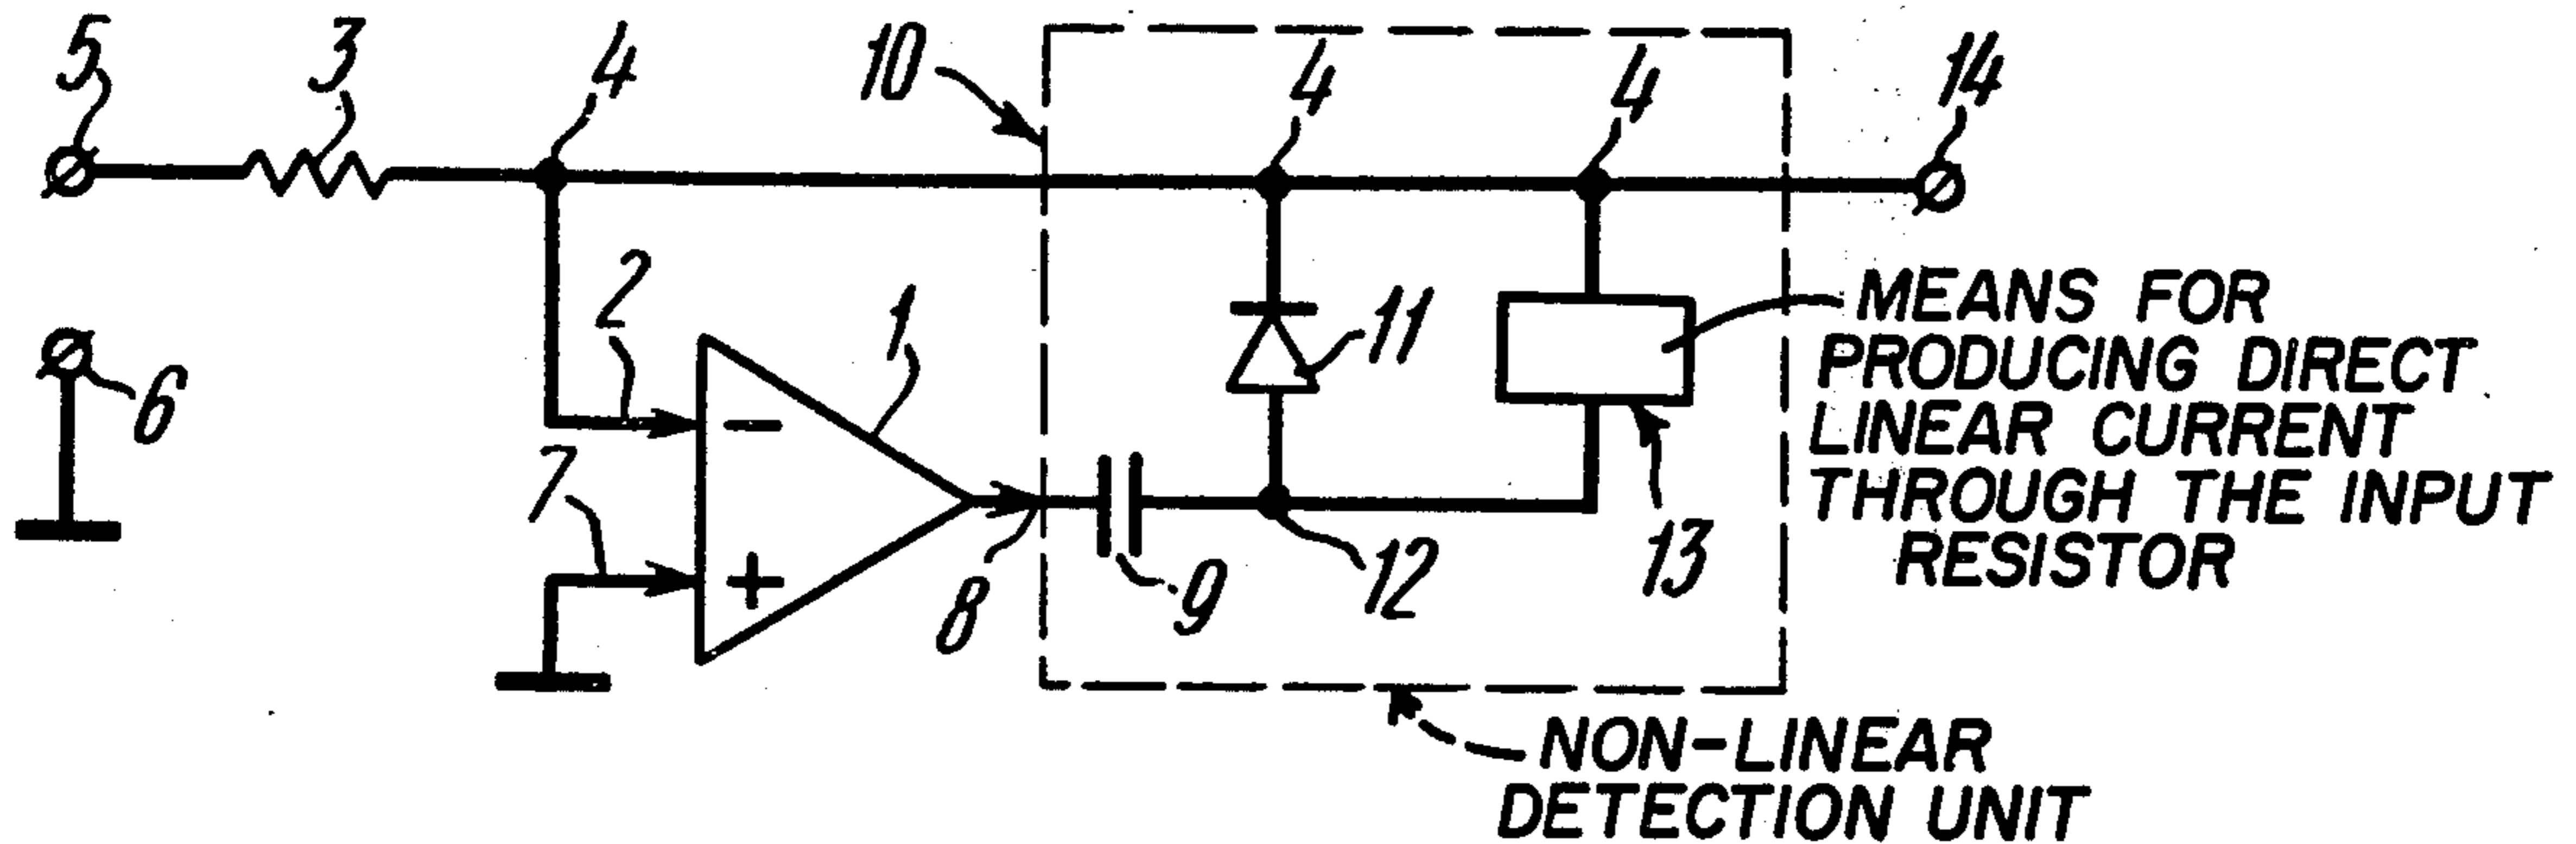 5
3
4
10
4
4
14
2
1
11
MEANS FOR
PRODUCING DIRECT
LINEAR CURRENT
THROUGH THE INPUT
RESISTOR
6
7
-
+
8
9
12
13
NON-LINEAR
DETECTION UNIT